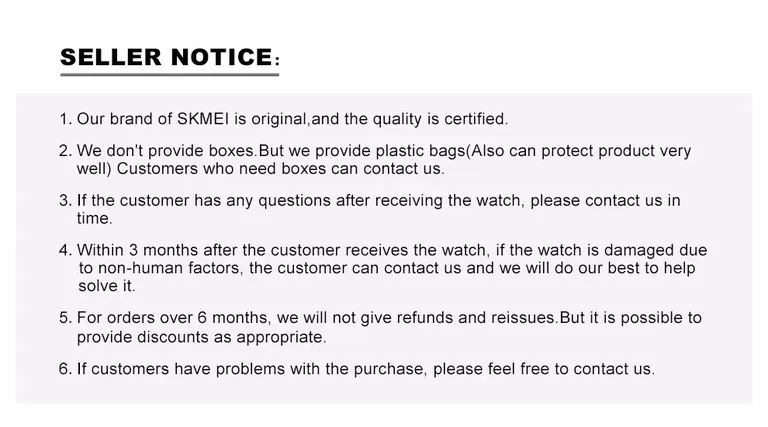 SELLER NOTICE:
1. Our brand of SKMEI is original,and the quality is certified.
2. We don't provide boxes.But we provide plastic bags(Also can protect product very
well) Customers who need boxes can contact us.
3. If the customer has any questions after receiving the watch, please contact us in
time.
4. Within 3 months after the customer receives the watch, if the watch is damaged due
to non-human factors, the customer can contact us and we will do our best to help
solve it.
5. For orders over 6 months, we will not give refunds and reissues.But it is possible to
provide discounts as appropriate.
6. If customers have problems with the purchase, please feel free to contact us.